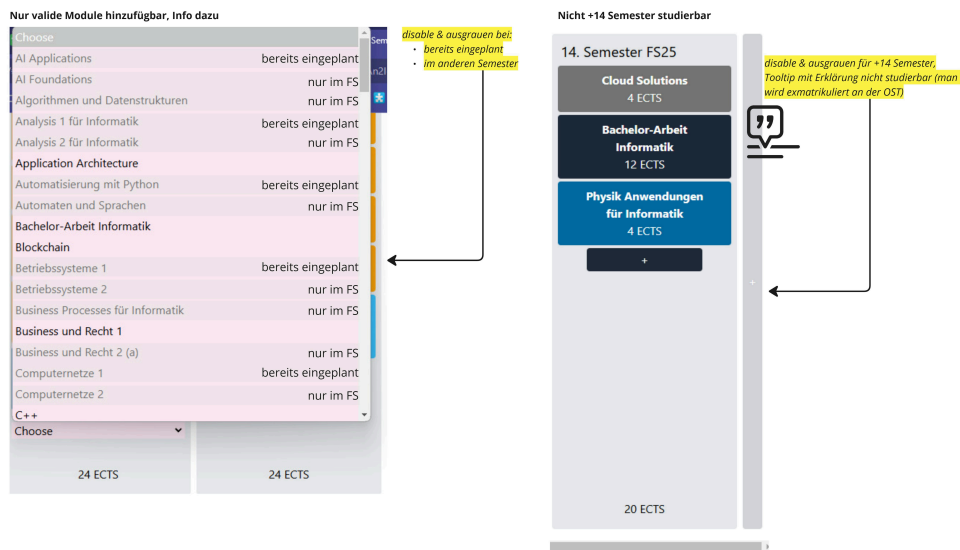 Nur valide Module hinzufügbar, Info dazu
Choose
AI Applications bereits eingeplant
AI Foundations nur im FS
Algorithmen und Datenstrukturen nur im FS
Analysis 1 für Informatik bereits eingeplant
Analysis 2 für Informatik nur im FS
Application Architecture
Automatisierung mit Python bereits eingeplant
Automaten und Sprachen nur im FS
Bachelor-Arbeit Informatik
Blockchain
Betriebssysteme 1 bereits eingeplant
Betriebssysteme 2 nur im FS
Business Processes für Informatik nur im FS
Business und Recht 1
Business und Recht 2 (a) nur im FS
Computernetze 1 bereits eingeplant
Computernetze 2 nur im FS
C++
Choose
24 ECTS
24 ECTS
Sem
n2I
disable & ausgrauen bei:
• bereits eingeplant
• im anderen Semester
Nicht +14 Semester studierbar
14. Semester FS25
Cloud Solutions
4 ECTS
Bachelor-Arbeit
Informatik
12 ECTS
Physik Anwendungen
für Informatik
4 ECTS
+
20 ECTS
+
disable & ausgrauen für +14 Semester,
Tooltip mit Erklärung nicht studierbar (man
wird exmatrikuliert an der OST)